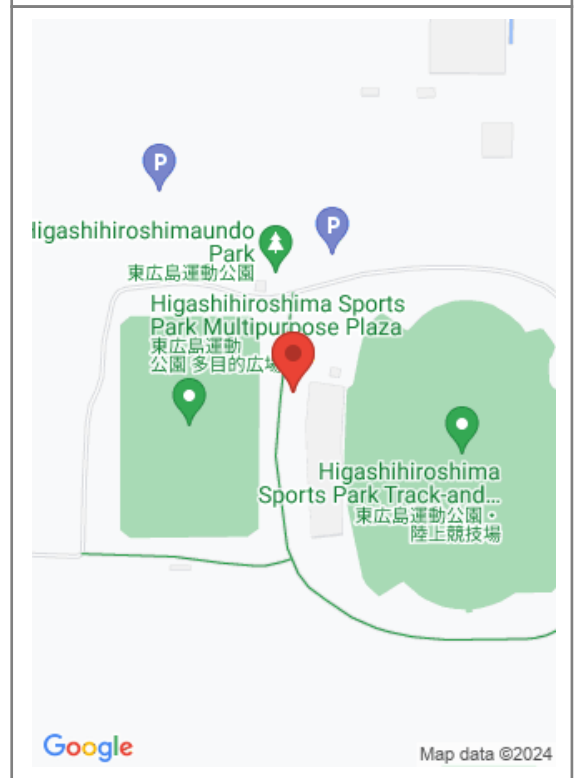 P
P
Higashihiroshimaundo
Park
東広島運動公園
Higashihiroshima Sports
Park Multipurpose Plaza
東広島運動
公園 多目的広場
Higashihiroshima
Sports Park Track-and...
東広島運動公園・
陸上競技場
Google
Map data ©2024